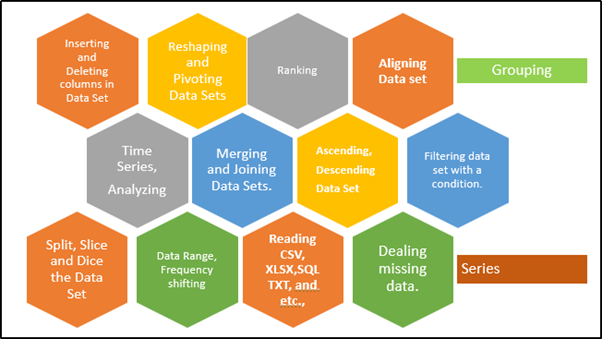 Inserting
and
Deleting
columns in
Data Set
Reshaping
and
Pivoting
Data Sets
Ranking
Aligning
Data set
Grouping
Time
Series,
Analyzing
Merging
and Joining
Data Sets.
Ascending,
Descending
Data Set
Filtering data
set with a
condition.
Split, Slice
and Dice
the Data
Set
Data Range,
Frequency
shifting
Reading
CSV,
XLSX,SQL
TXT, and
etc.,
Dealing
missing
data.
Series